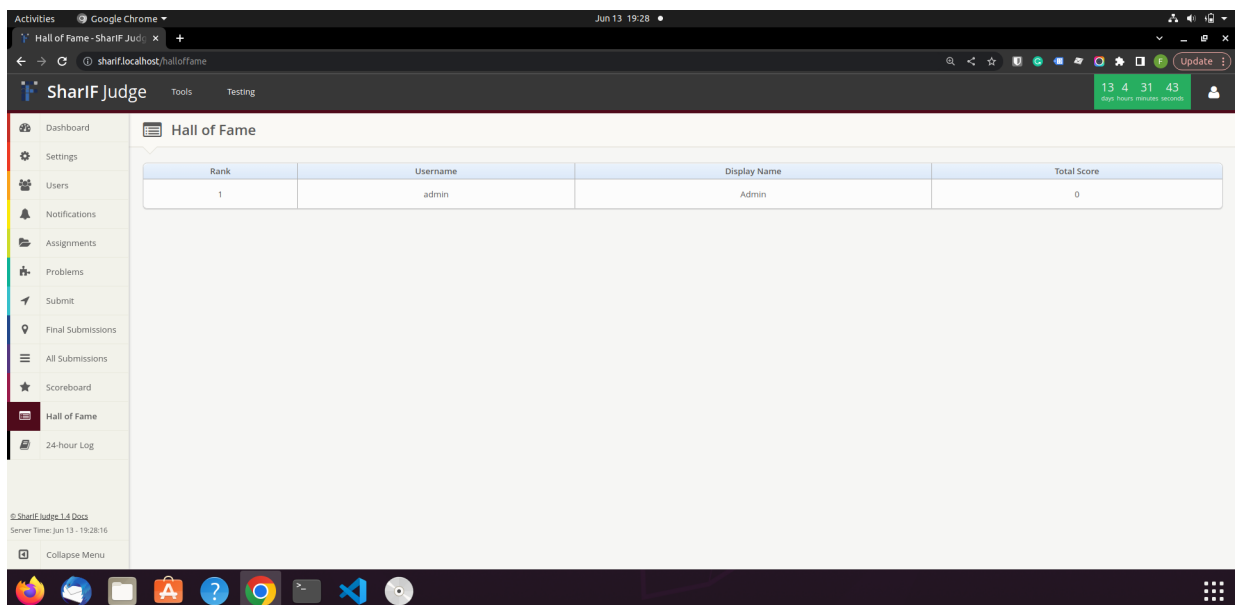 Activities Google Chrome Jun 13 19:28
Hall of Fame - SharIF Judg
sharif.localhost/halloffame Update
SharIF Judge Tools Testing 13 4 31 43
days hours minutes seconds
Dashboard
Hall of Fame
Settings
Rank Username Display Name Total Score
Users
1 admin Admin 0
Notifications
Assignments
Problems
Submit
Final Submissions
All Submissions
Scoreboard
Hall of Fame
24-hour Log
© SharIF Judge 1.4 Docs
Server Time: Jun 13 - 19:28:16
Collapse Menu